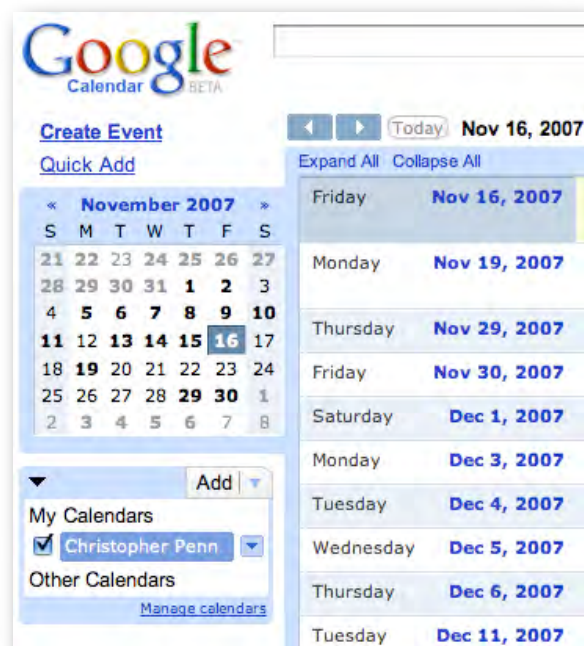 Google
Calendar BETA
Create Event
Quick Add
« November 2007 »
S M T W T F S
21 22 23 24 25 26 27
28 29 30 31 1 2 3
4 5 6 7 8 9 10
11 12 13 14 15 16 17
18 19 20 21 22 23 24
25 26 27 28 29 30 1
2 3 4 5 6 7 8
Add
My Calendars
Christopher Penn
Other Calendars
Manage calendars
Today Nov 16, 2007
Expand All Collapse All
Friday Nov 16, 2007
Monday Nov 19, 2007
Thursday Nov 29, 2007
Friday Nov 30, 2007
Saturday Dec 1, 2007
Monday Dec 3, 2007
Tuesday Dec 4, 2007
Wednesday Dec 5, 2007
Thursday Dec 6, 2007
Tuesday Dec 11, 2007